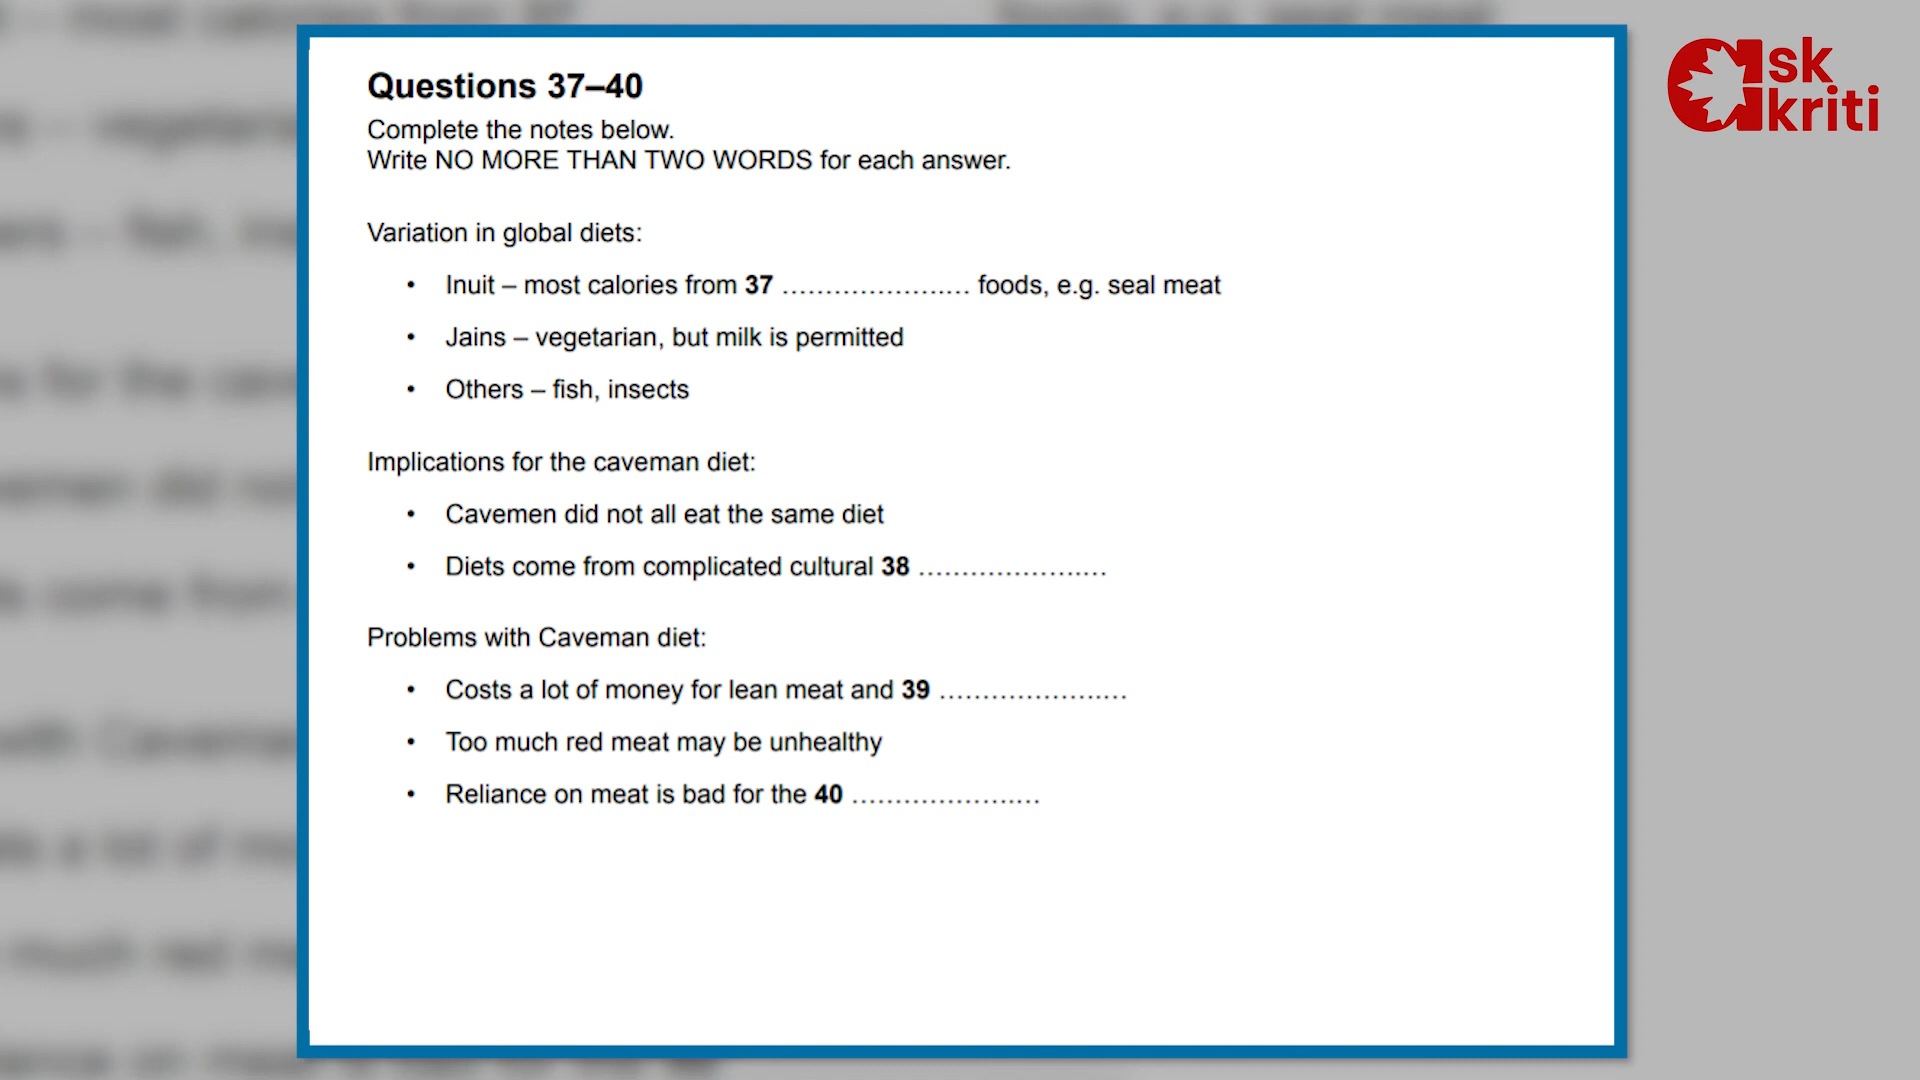 Questions 37–40
Complete the notes below.
Write NO MORE THAN TWO WORDS for each answer.
Variation in global diets:
• Inuit – most calories from 37 ...................... foods, e.g. seal meat
• Jains – vegetarian, but milk is permitted
• Others – fish, insects
Implications for the caveman diet:
• Cavemen did not all eat the same diet
• Diets come from complicated cultural 38 ......................
Problems with Caveman diet:
• Costs a lot of money for lean meat and 39 ......................
• Too much red meat may be unhealthy
• Reliance on meat is bad for the 40 ......................
ask
kriti